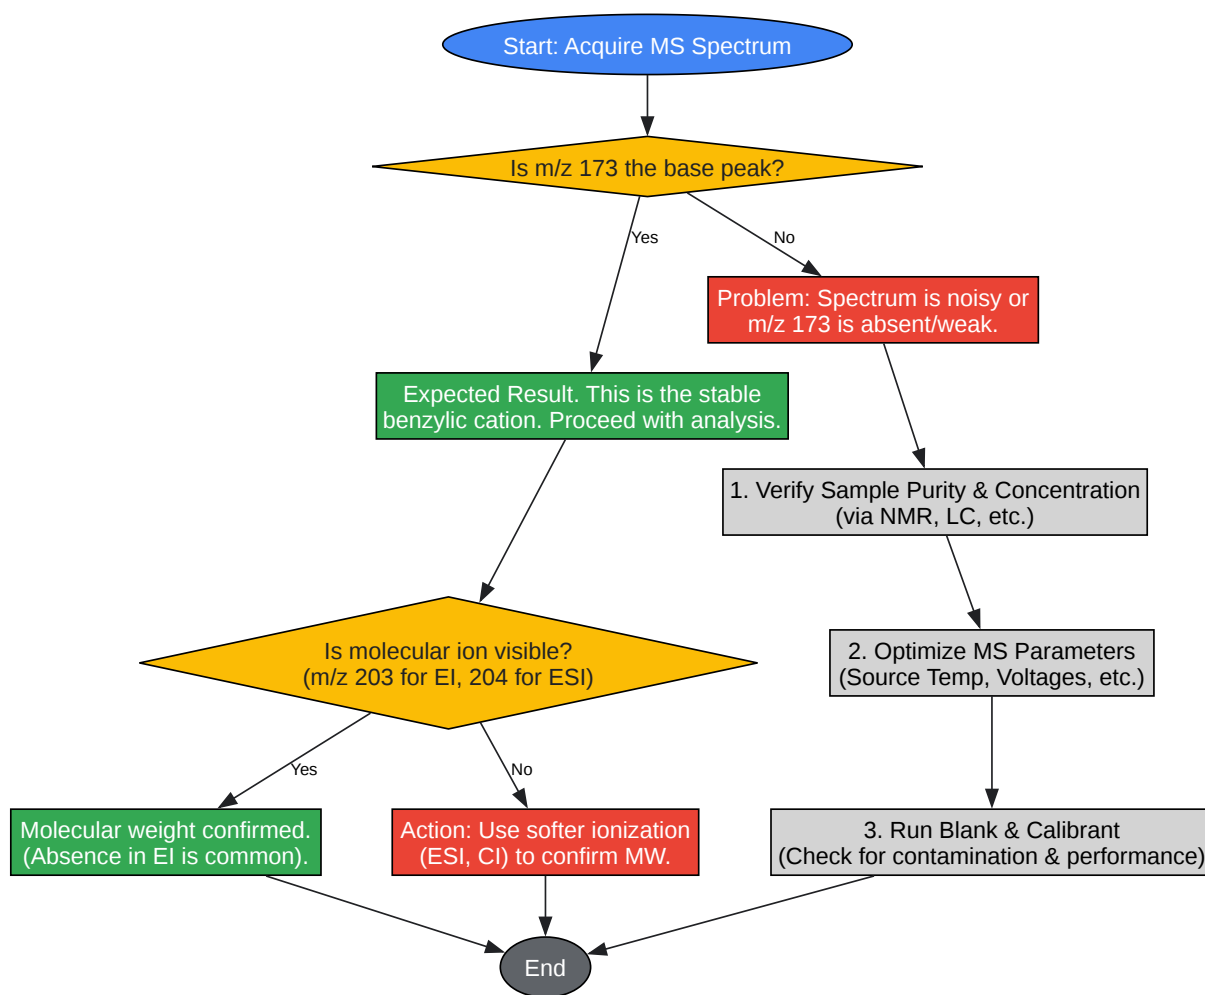 Start: Acquire MS Spectrum
Is m/z 173 the base peak?
Yes
No
Problem: Spectrum is noisy or
m/z 173 is absent/weak.
Expected Result. This is the stable
benzylic cation. Proceed with analysis.
1. Verify Sample Purity & Concentration
(via NMR, LC, etc.)
Is molecular ion visible?
(m/z 203 for EI, 204 for ESI)
2. Optimize MS Parameters
(Source Temp, Voltages, etc.)
Yes
No
Molecular weight confirmed.
(Absence in EI is common).
Action: Use softer ionization
(ESI, CI) to confirm MW.
3. Run Blank & Calibrant
(Check for contamination & performance)
End